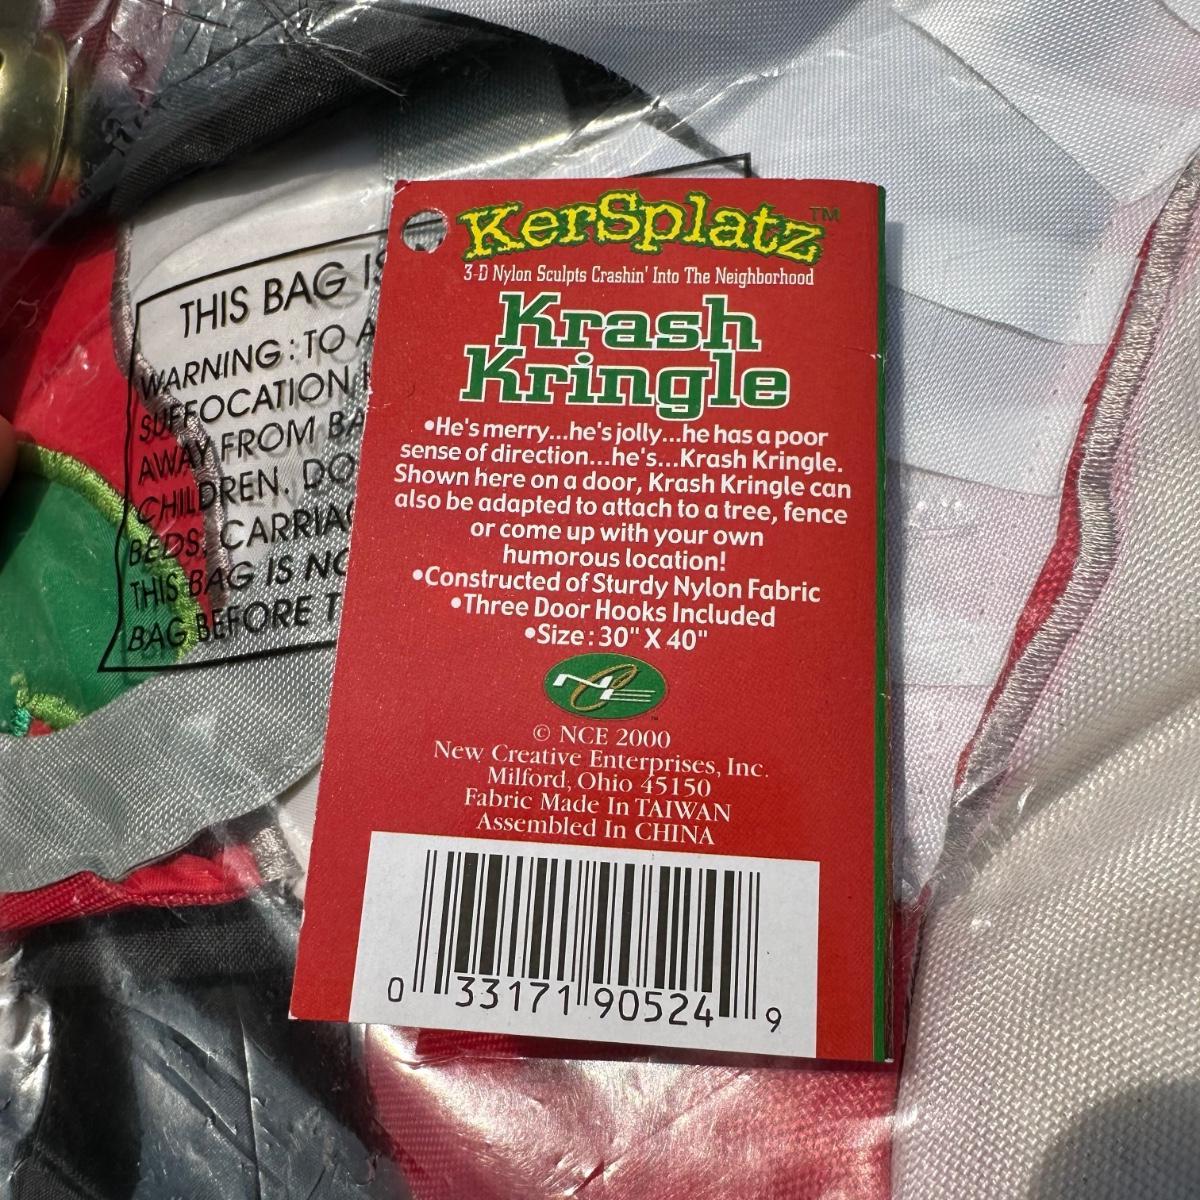 THIS BAG IS
WARNING: TO A
SUFFOCATION
AWAY FROM BA
CHILDREN. DO
BEDS, CARRIAG
THIS BAG IS NO
BAG BEFORE T
KerSplatz™
3-D Nylon Sculpts Crashin' Into The Neighborhood
Krash
Kringle
•He's merry...he's jolly...he has a poor
sense of direction...he's...Krash Kringle.
Shown here on a door, Krash Kringle can
also be adapted to attach to a tree, fence
or come up with your own
humorous location!
•Constructed of Sturdy Nylon Fabric
•Three Door Hooks Included
•Size: 30" X 40"
NCE
© NCE 2000
New Creative Enterprises, Inc.
Milford, Ohio 45150
Fabric Made In TAIWAN
Assembled In CHINA
0 33171 90524 9